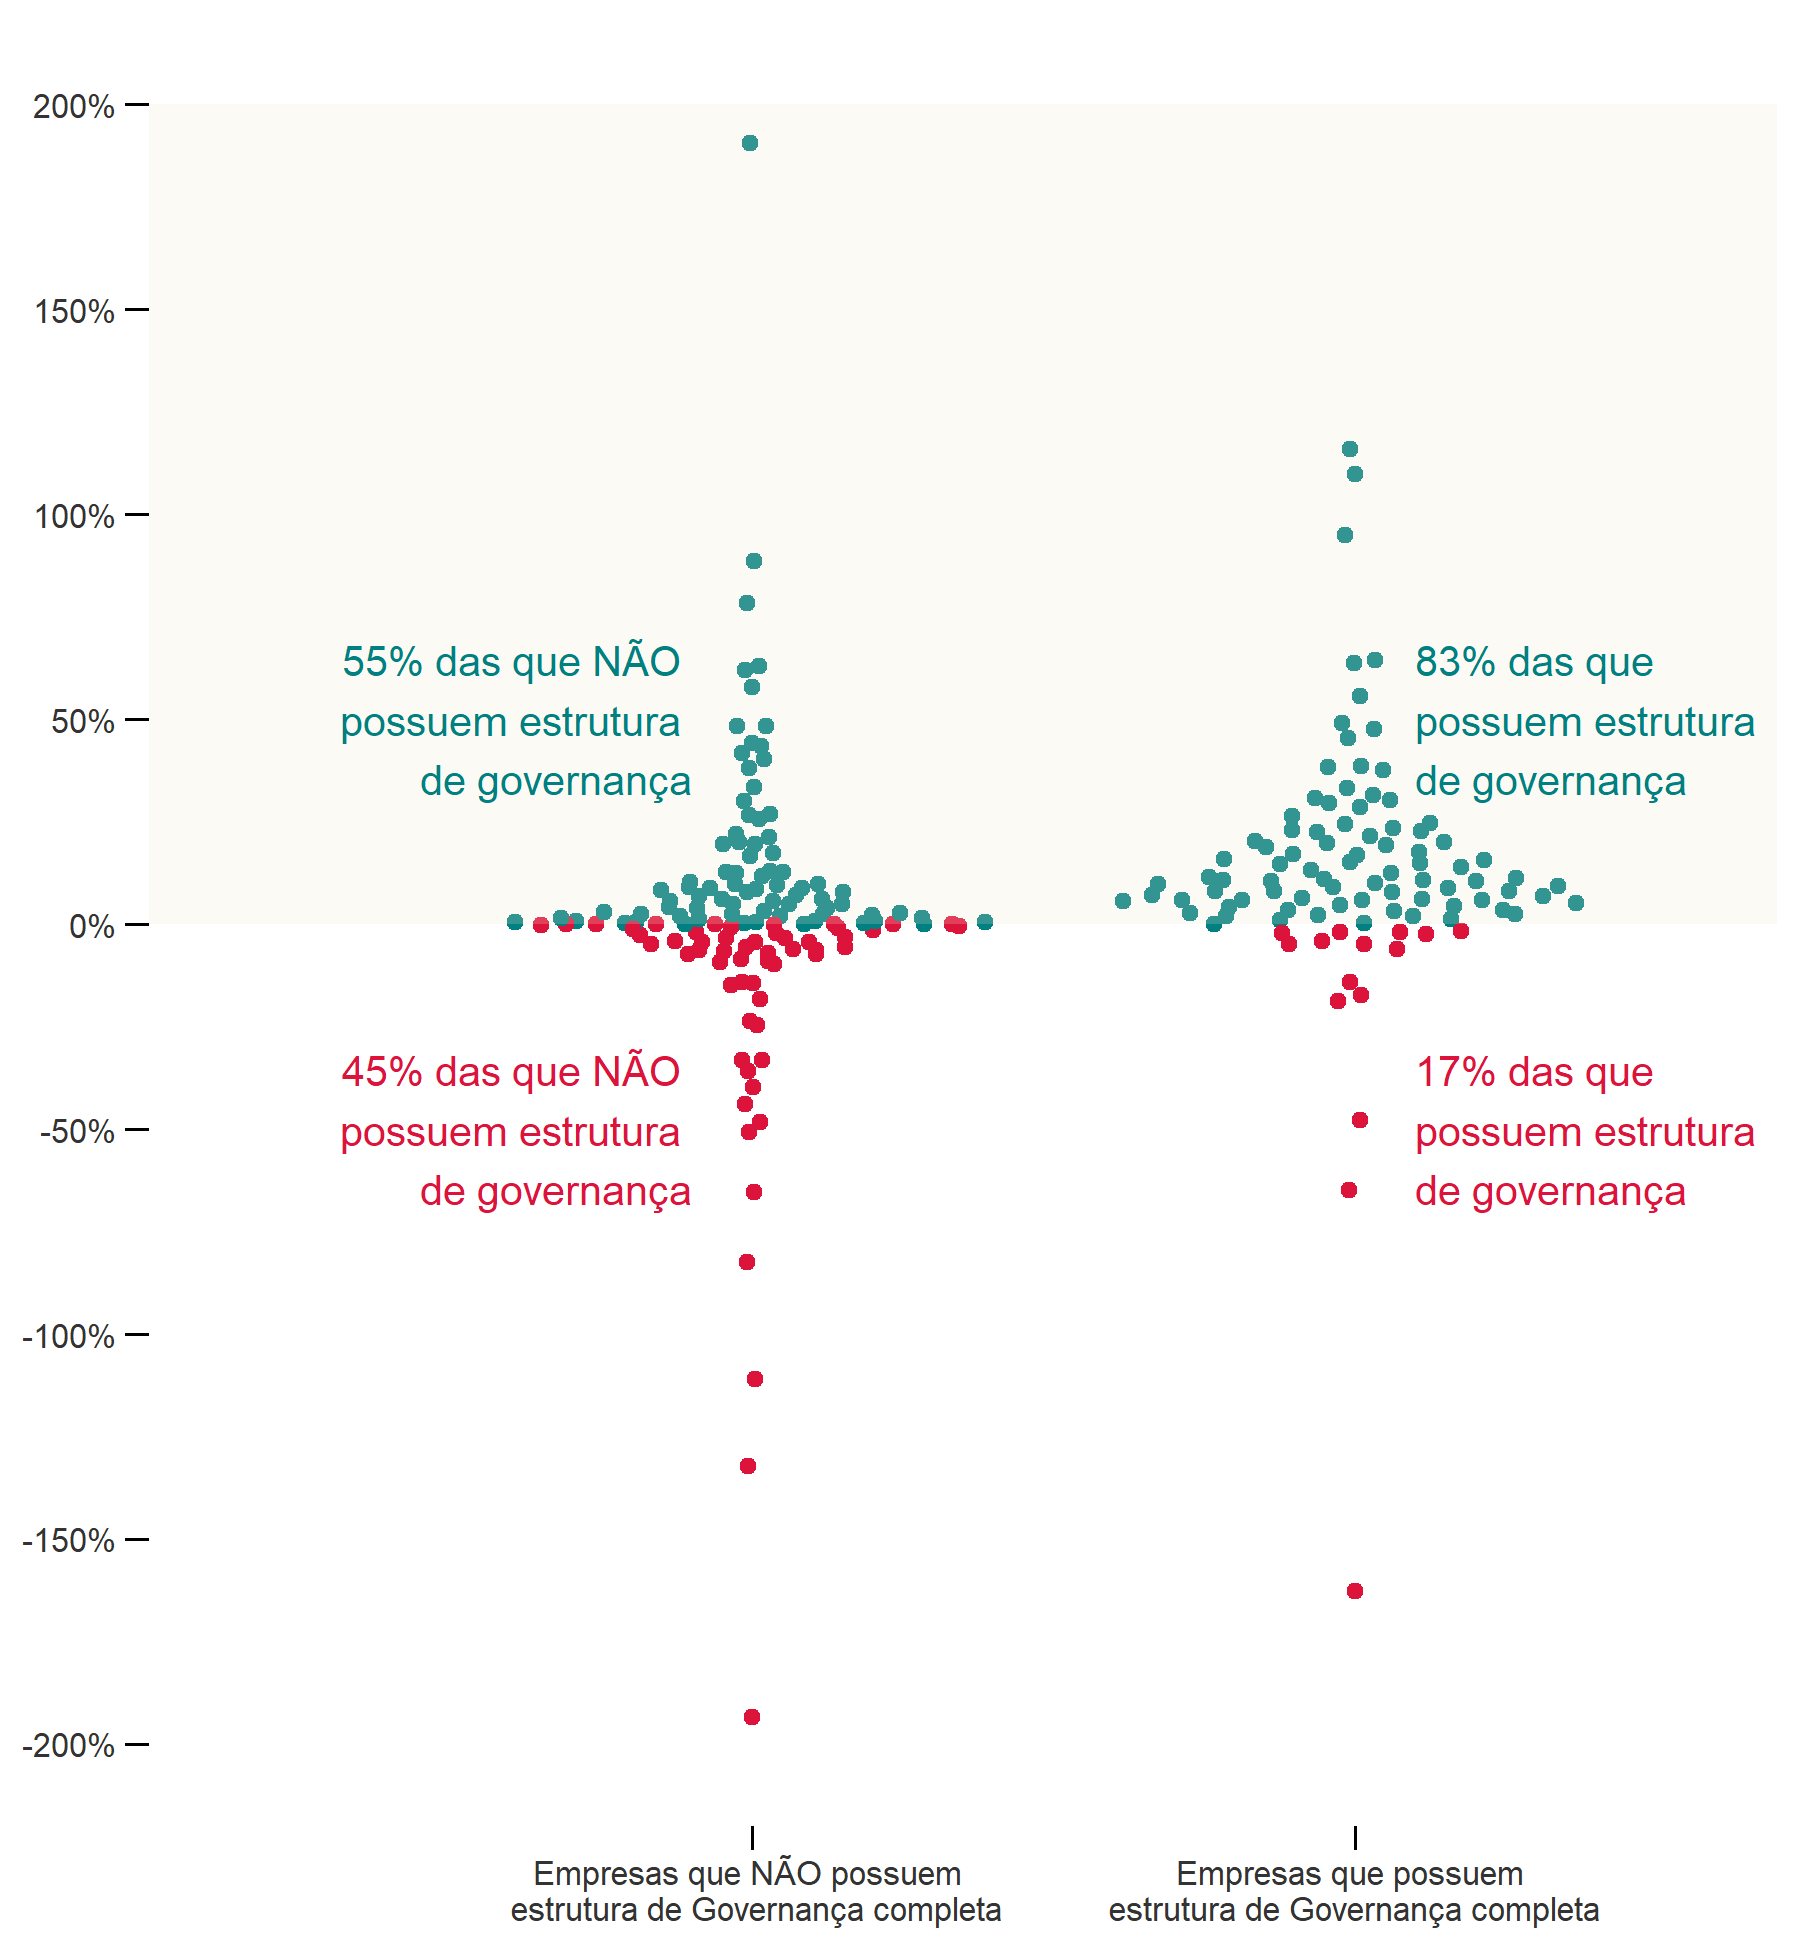 200%
150%
100%
50%
0%
-50%
-100%
-150%
-200%
55% das que NÃO
possuem estrutura
de governança
83% das que
possuem estrutura
de governança
45% das que NÃO
possuem estrutura
de governança
17% das que
possuem estrutura
de governança
Empresas que NÃO possuem
estrutura de Governança completa
Empresas que possuem
estrutura de Governança completa